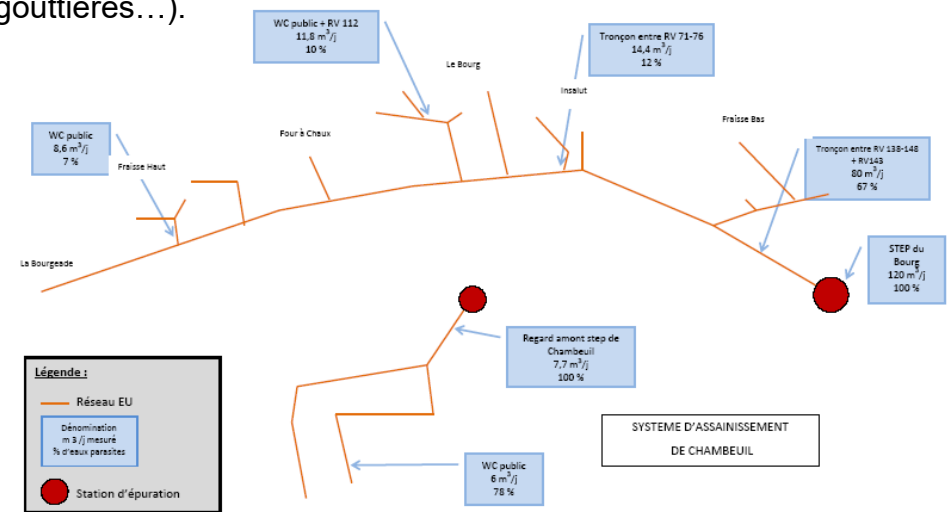 gouttières…).
WC public + RV 112
11,8 m³/j
10 %
Tronçon entre RV 71-76
14,4 m³/j
12 %
Le Bourg
Insalut
Fraisse Bas
WC public
8,6 m³/j
7 %
Fraisse Haut
Four à Chaux
Tronçon entre RV 138-148
+ RV143
80 m³/j
67 %
La Bourgeade
STEP du
Bourg
120 m³/j
100 %
Regard amont step de
Chambeuil
7,7 m³/j
100 %
Légende :
Réseau EU
Dénomination
m 3 /j mesuré
% d'eaux parasites
Station d'épuration
SYSTEME D'ASSAINISSEMENT
DE CHAMBEUIL
WC public
6 m³/j
78 %